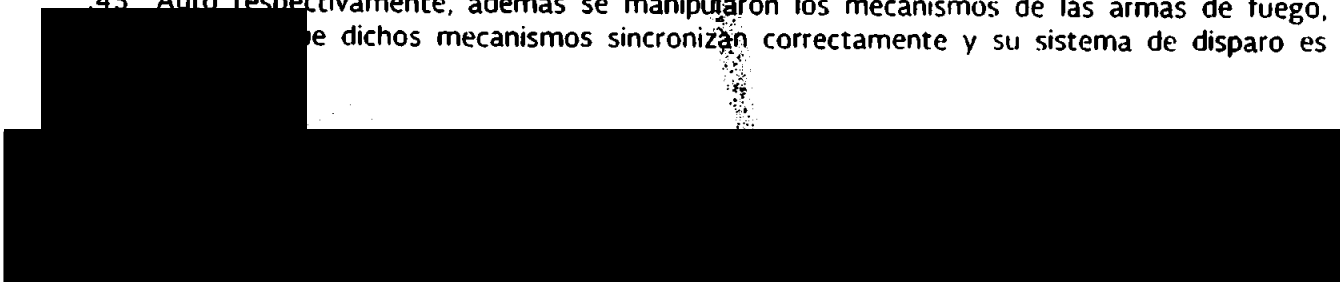 .45" Auto respectivamente, además se manipularon los mecanismos de las armas de fuego,
dichos mecanismos sincronizan correctamente y su sistema de disparo es